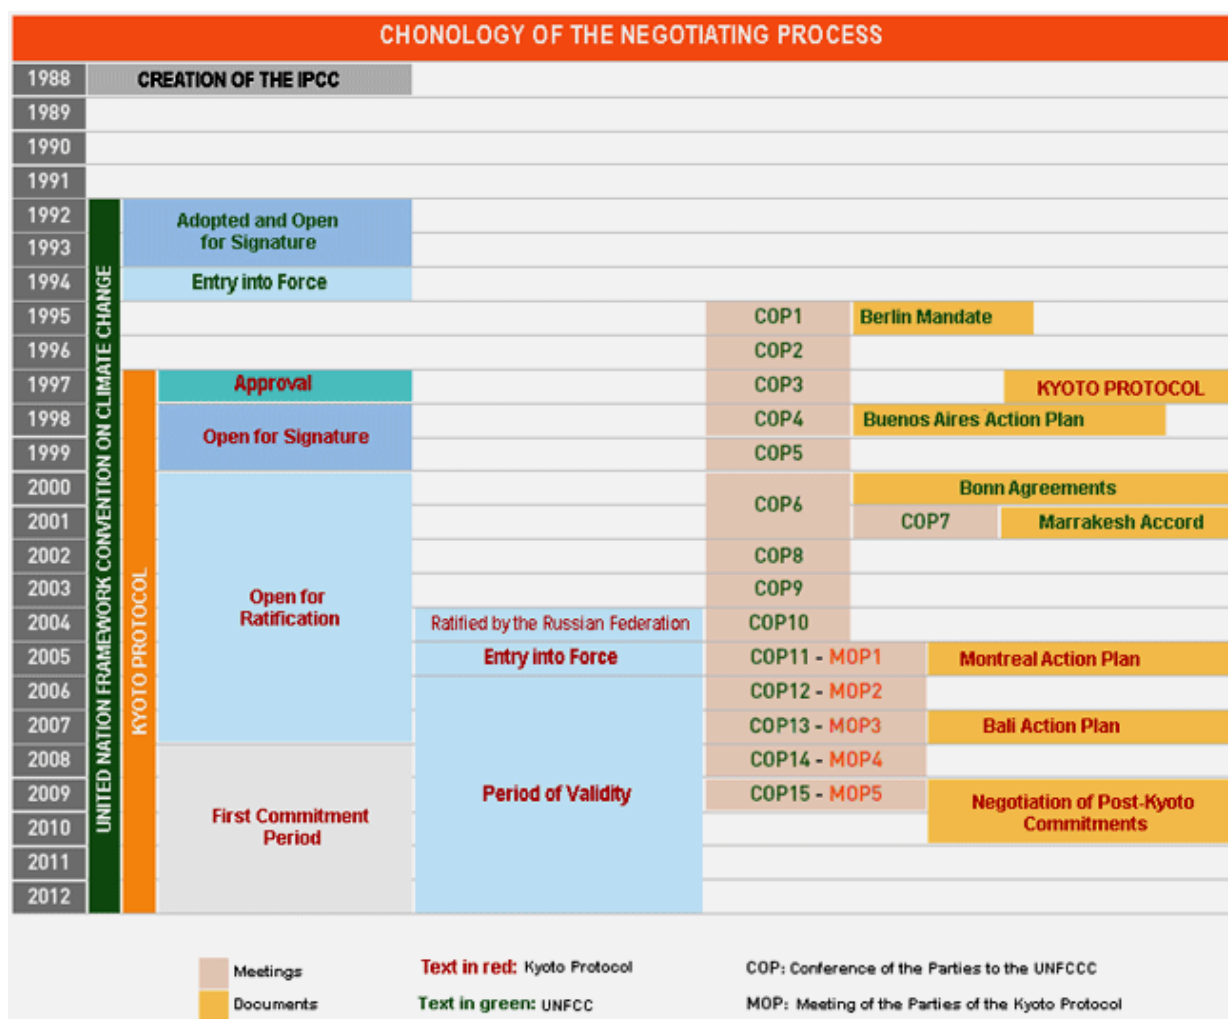 CHONOLOGY OF THE NEGOTIATING PROCESS
1988 CREATION OF THE IPCC
1989
1990
1991
UNITED NATION FRAMEWORK CONVENTION ON CLIMATE CHANGE
1992
Adopted and Open
for Signature
1993
1994 Entry into Force
1995 COP1 Berlin Mandate
1996 COP2
KYOTO PROTOCOL
1997 Approval COP3 KYOTO PROTOCOL
1998 COP4 Buenos Aires Action Plan
Open for Signature
1999 COP5
2000 Bonn Agreements
COP6
2001 COP7 Marrakesh Accord
2002 COP8
2003 COP9
Open for
Ratification
2004 Ratified by the Russian Federation COP10
2005 Entry into Force COP11 - MOP1 Montreal Action Plan
2006 COP12 - MOP2
2007 COP13 - MOP3 Bali Action Plan
2008 COP14 - MOP4
2009 Period of Validity COP15 - MOP5
Negotiation of Post-Kyoto
Commitments
First Commitment
Period
2010
2011
2012
Meetings Text in red: Kyoto Protocol COP: Conference of the Parties to the UNFCCC
Documents Text in green: UNFCC MOP: Meeting of the Parties of the Kyoto Protocol